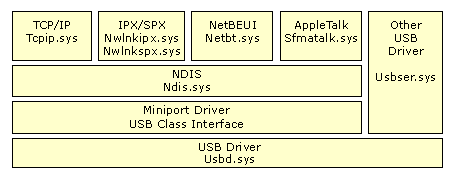 TCP/IP
Tcpip.sys
IPX/SPX
Nwlnkipx.sys
Nwlnkspx.sys
NetBEUI
Netbt.sys
AppleTalk
Sfmatalk.sys
Other
USB
Driver
Usbser.sys
NDIS
Ndis.sys
Miniport Driver
USB Class Interface
USB Driver
Usbd.sys